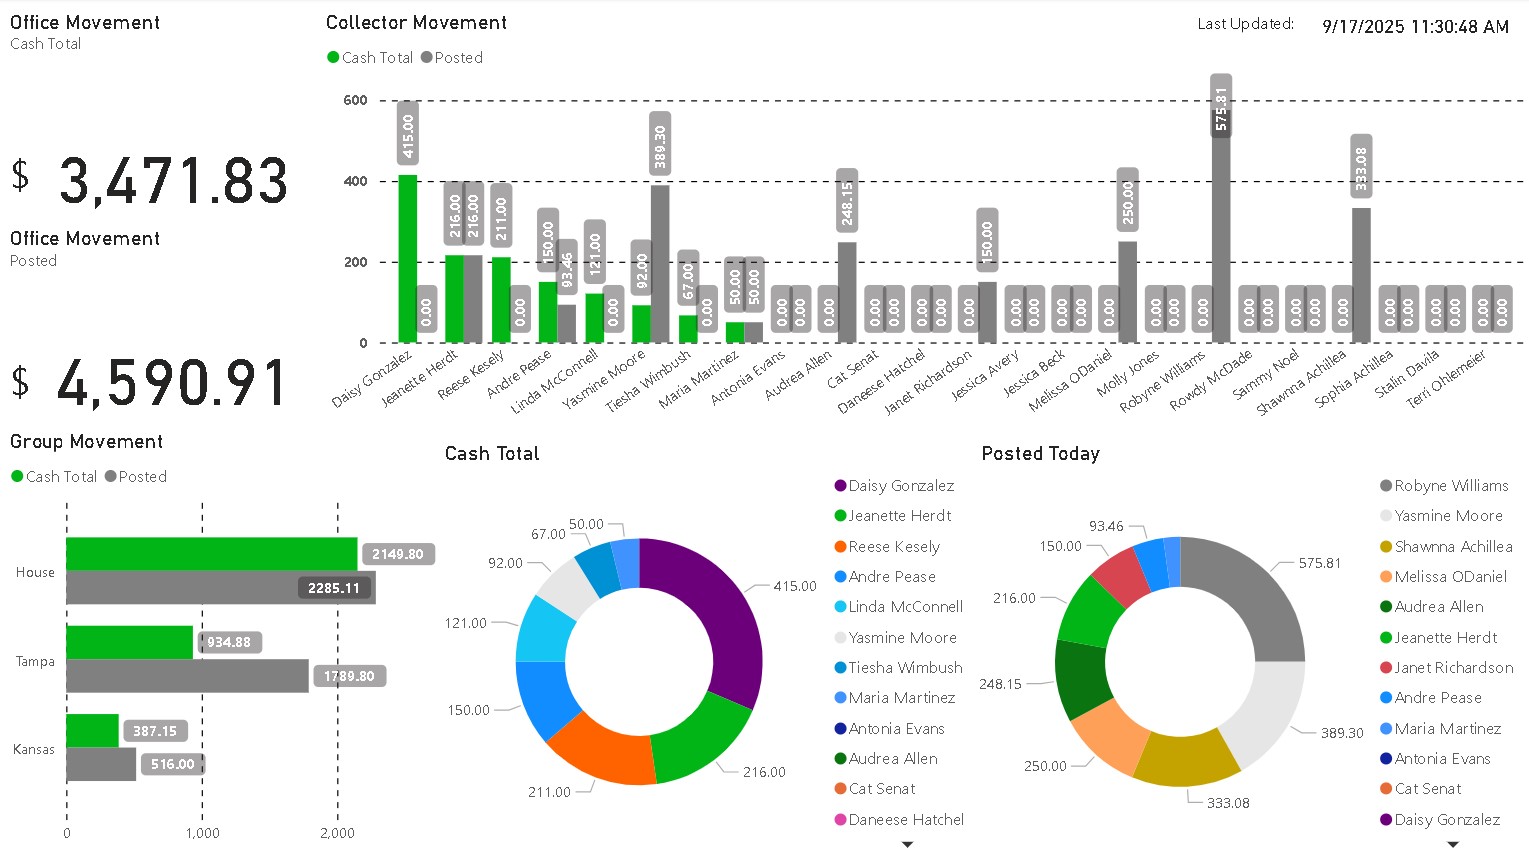 Office Movement
Cash Total
$ 3,471.83
Office Movement
Posted
$ 4,590.91
Collector Movement
Last Updated: 9/17/2025 11:30:48 AM
Cash Total Posted
600
400
200
0
415.00 0.00 216.00 216.00 211.00 0.00 150.00 93.46 121.00 0.00 92.00 389.30 67.00 0.00 50.00 50.00 0.00 0.00 0.00 248.15 0.00 0.00 0.00 0.00 0.00 150.00 0.00 0.00 0.00 0.00 0.00 250.00 0.00 0.00 0.00 575.81 0.00 0.00 0.00 0.00 0.00 333.08 0.00 0.00 0.00 0.00 0.00 0.00
Daisy Gonzalez
Jeanette Herdt
Reese Kesely
Andre Pease
Linda McConnell
Yasmine Moore
Tiesha Wimbush
Maria Martinez
Antonia Evans
Audrea Allen
Cat Senat
Daneese Hatchel
Janet Richardson
Jessica Avery
Jessica Beck
Melissa ODaniel
Molly Jones
Robyne Williams
Rowdy McDade
Sammy Noel
Shawnna Achillea
Sophia Achillea
Stalin Davila
Terri Ohlemeier
Group Movement
Cash Total Posted
House
2149.80
2285.11
Tampa
934.88
1789.80
Kansas
387.15
516.00
0 1,000 2,000
Cash Total
415.00
216.00
211.00
150.00
121.00
92.00
67.00
50.00
Daisy Gonzalez
Jeanette Herdt
Reese Kesely
Andre Pease
Linda McConnell
Yasmine Moore
Tiesha Wimbush
Maria Martinez
Antonia Evans
Audrea Allen
Cat Senat
Daneese Hatchel
Posted Today
575.81
389.30
333.08
250.00
248.15
216.00
150.00
93.46
Robyne Williams
Yasmine Moore
Shawnna Achillea
Melissa ODaniel
Audrea Allen
Jeanette Herdt
Janet Richardson
Andre Pease
Maria Martinez
Antonia Evans
Cat Senat
Daisy Gonzalez